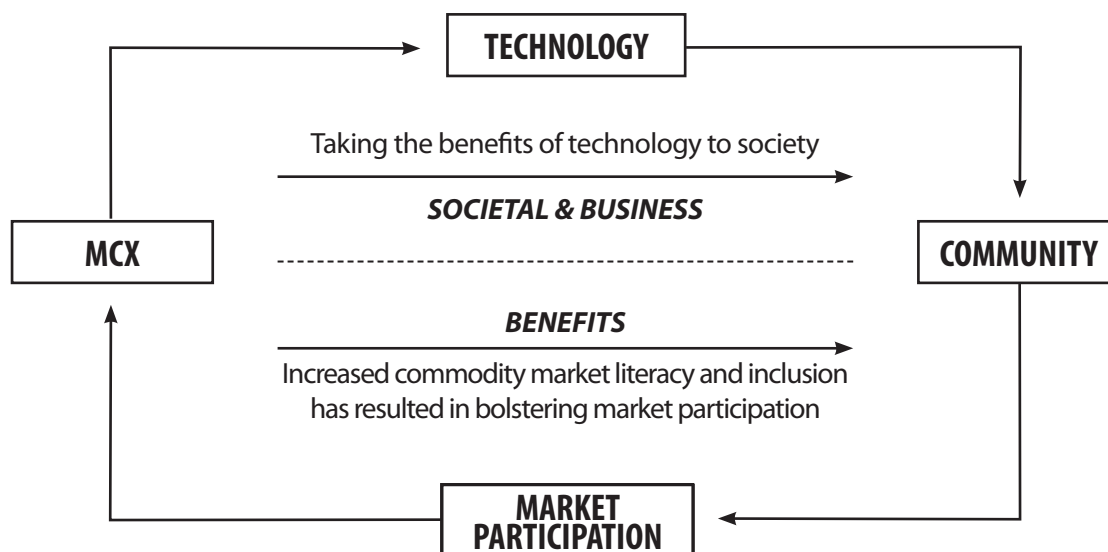 TECHNOLOGY
Taking the benefits of technology to society
SOCIETAL & BUSINESS
MCX
COMMUNITY
BENEFITS
Increased commodity market literacy and inclusion
has resulted in bolstering market participation
MARKET
PARTICIPATION